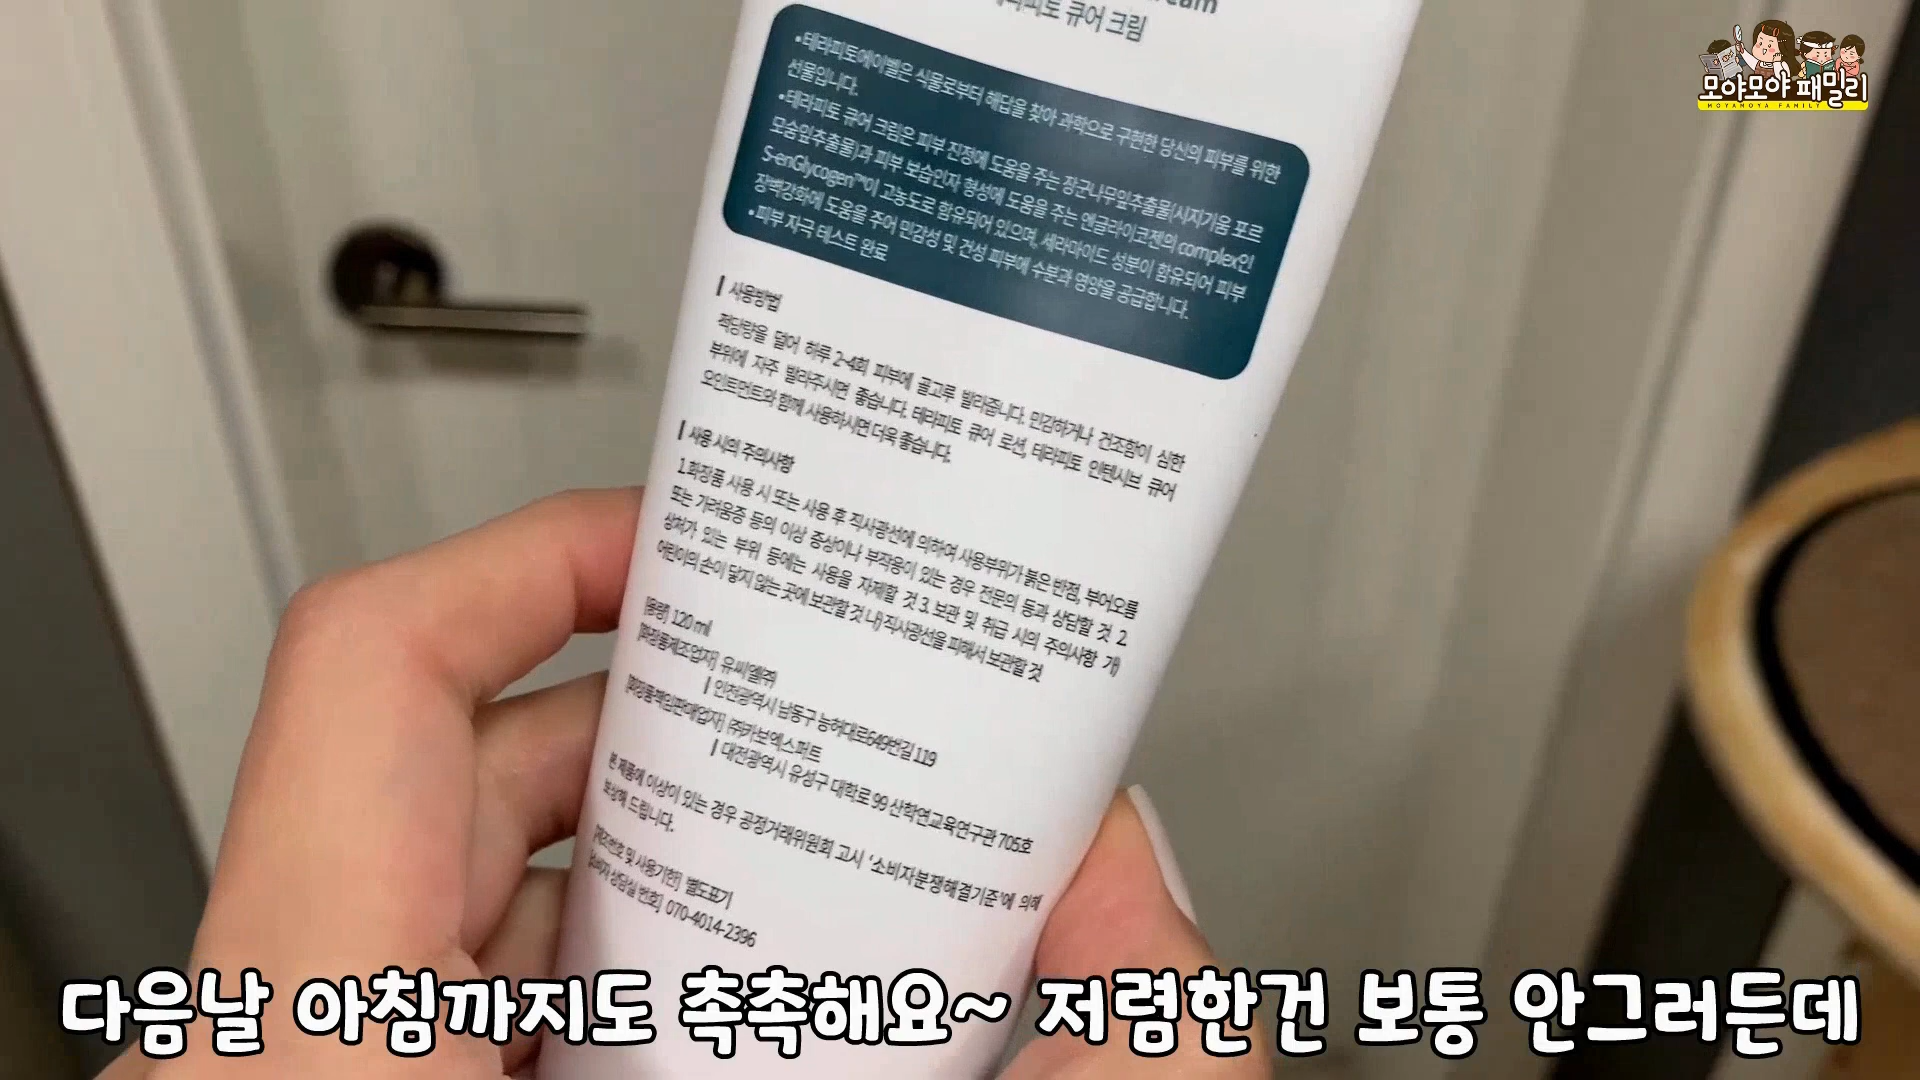 모야모야 패밀리
MOYAMOYA FAMILY
테라피토 큐어 크림
•테라피토에이벨은 식물로부터 해답을 찾아 과학으로 구현한 당신의 피부를 위한
선물입니다.
•테라피토 큐어 크림은 피부 진정에 도움을 주는 장군나무잎추출물(시지기움 포르
모숨잎추출물)과 피부 보습인자 형성에 도움을 주는 엔글라이코젠의 complex인
S-enGlycogen™이 고농도로 함유되어 있으며, 세라마이드 성분이 함유되어 피부
장벽강화에 도움을 주어 민감성 및 건성 피부에 수분과 영양을 공급합니다.
•피부 자극 테스트 완료
사용방법
적당량을 덜어 하루 2~4회 피부에 골고루 발라줍니다. 민감하거나 건조함이 심한
부위에 자주 발라주시면 좋습니다. 테라피토 큐어 로션, 테라피토 인텐시브 큐어
오인트먼트와 함께 사용하시면 더욱 좋습니다.
사용 시의 주의사항
1.화장품 사용 시 또는 사용 후 직사광선에 의하여 사용부위가 붉은 반점, 부어오름
또는 가려움증 등의 이상 증상이나 부작용이 있는 경우 전문의 등과 상담할 것 2.
상처가 있는 부위 등에는 사용을 자제할 것 3. 보관 및 취급 시의 주의사항 가)
어린이의 손이 닿지 않는 곳에 보관할 것 나) 직사광선을 피해서 보관할 것
[용량] 120 ml
[화장품제조업자] 유씨엘㈜
인천광역시 남동구 능허대로649번길 119
[화장품책임판매업자] ㈜카보엑스퍼트
대전광역시 유성구 대학로 99 산학연교육연구관 705호
본 제품에 이상이 있는 경우 공정거래위원회 고시 '소비자분쟁해결기준'에 의해
보상해 드립니다.
[제조번호 및 사용기한] 별도표기
[소비자 상담실 번호] 070-4014-2396
다음날 아침까지도 촉촉해요~ 저렴한건 보통 안그러든데